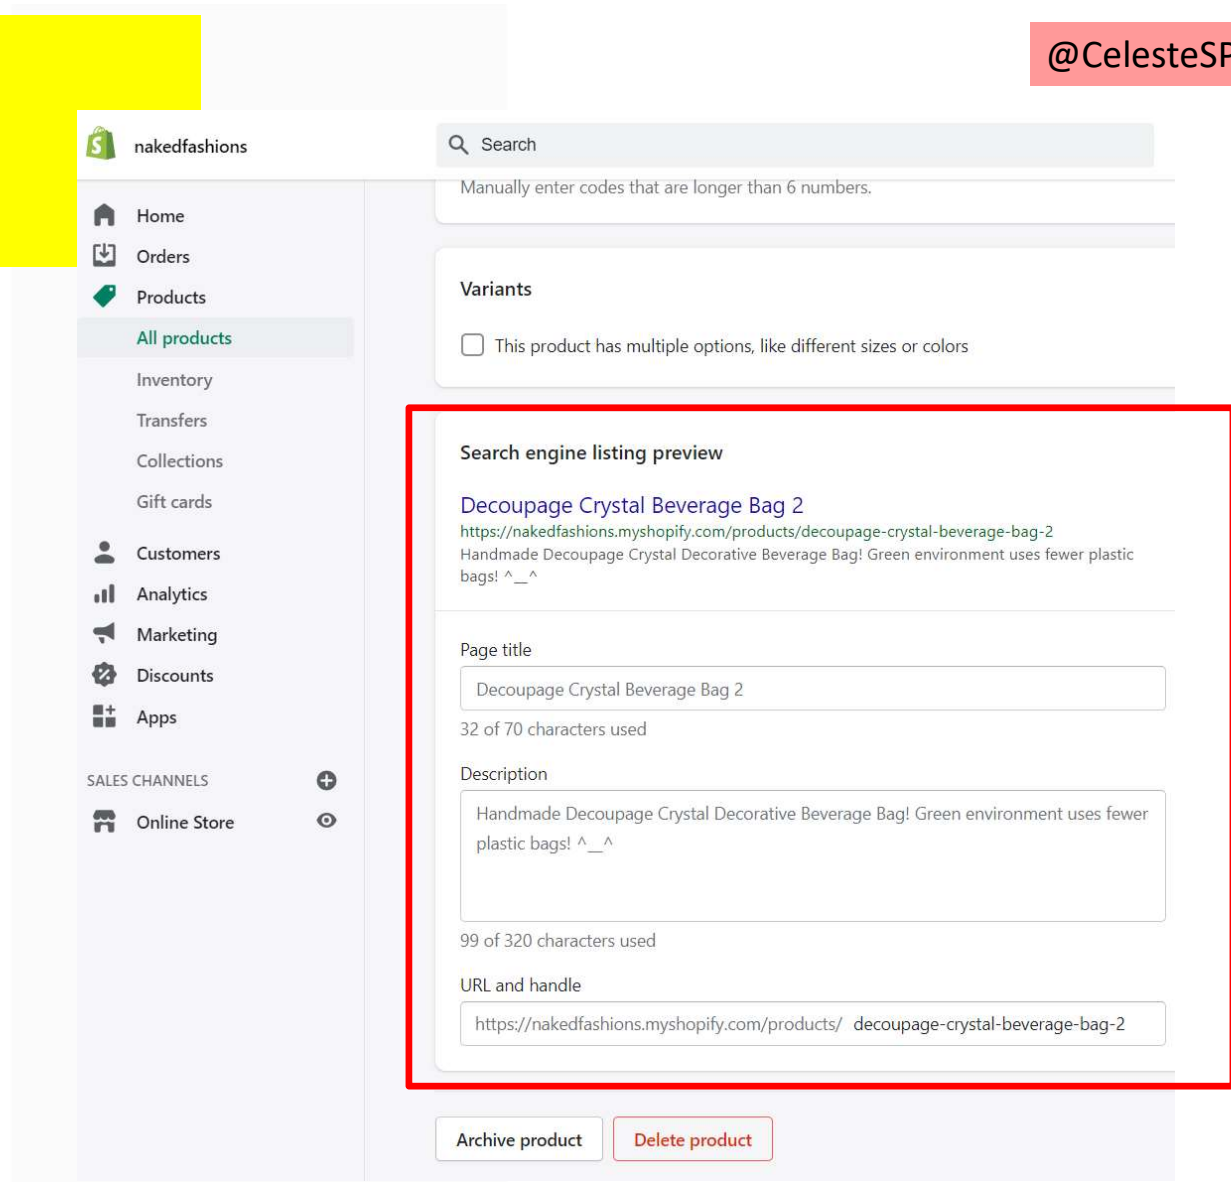 @CelesteSP
nakedfashions
Search
Manually enter codes that are longer than 6 numbers.
Home
Orders
Products
All products
Inventory
Transfers
Collections
Gift cards
Customers
Analytics
Marketing
Discounts
Apps
SALES CHANNELS
Online Store
Variants
This product has multiple options, like different sizes or colors
Search engine listing preview
Decoupage Crystal Beverage Bag 2
https://nakedfashions.myshopify.com/products/decoupage-crystal-beverage-bag-2
Handmade Decoupage Crystal Decorative Beverage Bag! Green environment uses fewer plastic
bags! ^__^
Page title
Decoupage Crystal Beverage Bag 2
32 of 70 characters used
Description
Handmade Decoupage Crystal Decorative Beverage Bag! Green environment uses fewer
plastic bags! ^__^
99 of 320 characters used
URL and handle
https://nakedfashions.myshopify.com/products/ decoupage-crystal-beverage-bag-2
Archive product
Delete product